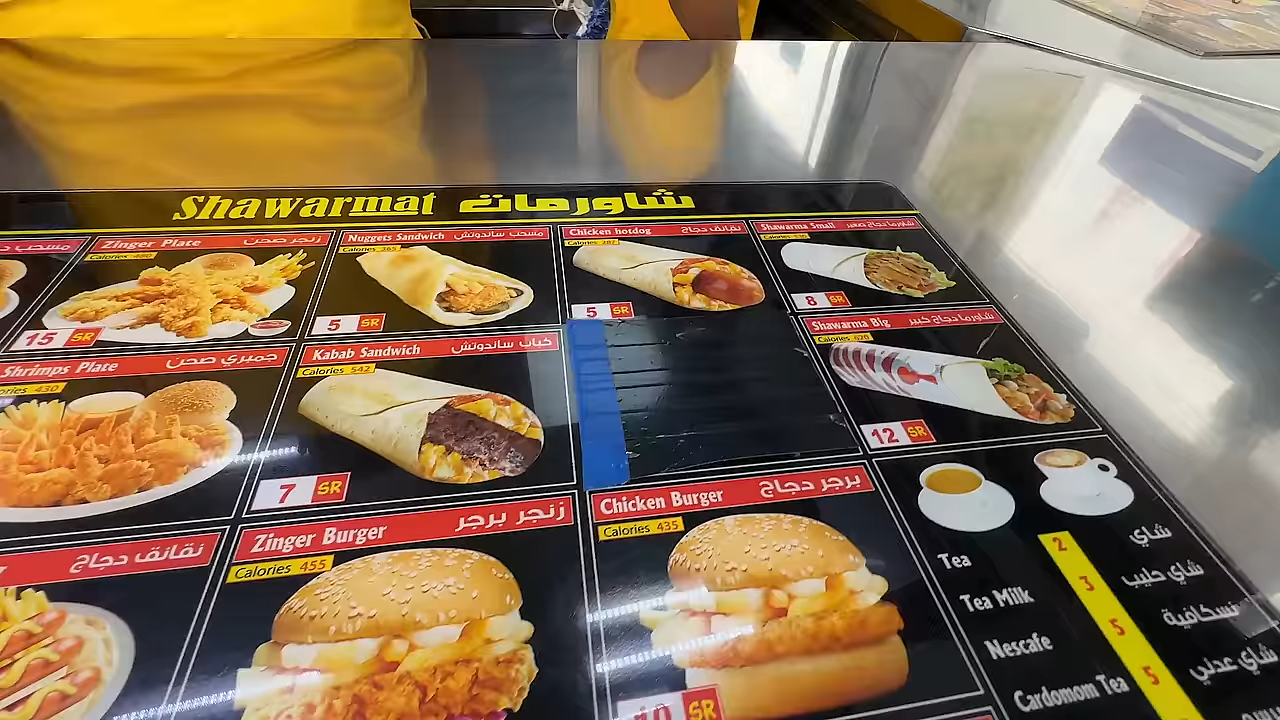 Shawarmat شاورمات
Zinger Plate زنجر صحن
Calories 480
15 SR
Nuggets Sandwich مسحب ساندوتش
Calories 365
5 SR
Chicken hotdog نقانق دجاج
Calories 287
5 SR
Shawarma Small شاورما دجاج صغير
Calories
8 SR
Shrimps Plate جمبري صحن
ories 430
Kabab Sandwich كباب ساندوتش
Calories 542
7 SR
Shawarma Big شاورما دجاج كبير
Calories 620
12 SR
نقانق دجاج
Zinger Burger زنجر برجر
Calories 455
Chicken Burger برجر دجاج
Calories 435
10 SR
Tea 2 شاي
Tea Milk 3 شاي حليب
Nescafe 5 نسكافية
Cardomom Tea 5 شاي عدني